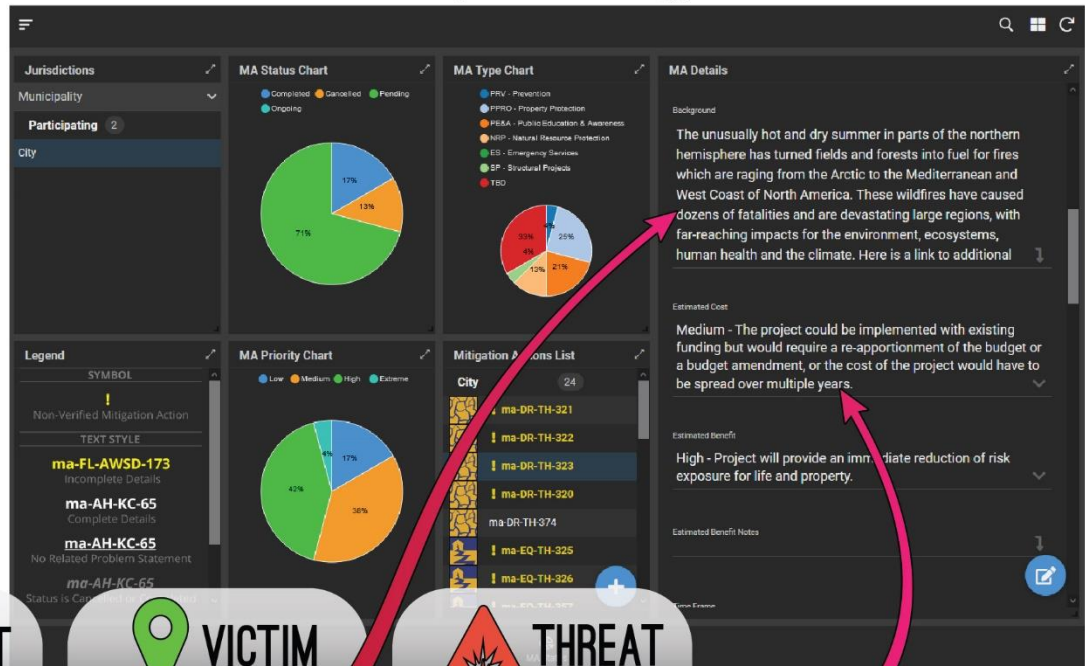 Jurisdictions
Municipality
Participating 2
City
MA Status Chart
Completed Cancelled Pending
Ongoing
17%
13%
71%
MA Type Chart
PRV - Prevention
PPRO - Property Protection
PE&A - Public Education & Awareness
NRP - Natural Resource Protection
ES - Emergency Services
SP - Structural Projects
TBD
4%
33%
25%
4%
13%
21%
MA Details
Background
The unusually hot and dry summer in parts of the northern
hemisphere has turned fields and forests into fuel for fires
which are raging from the Arctic to the Mediterranean and
West Coast of North America. These wildfires have caused
dozens of fatalities and are devastating large regions, with
far-reaching impacts for the environment, ecosystems,
human health and the climate. Here is a link to additional
Estimated Cost
Medium - The project could be implemented with existing
funding but would require a re-apportionment of the budget or
a budget amendment, or the cost of the project would have to
be spread over multiple years.
Estimated Benefit
High - Project will provide an immediate reduction of risk
exposure for life and property.
Estimated Benefit Notes
Time Frame
Legend
SYMBOL
!
Non-Verified Mitigation Action
TEXT STYLE
ma-FL-AWSD-173
Incomplete Details
ma-AH-KC-65
Complete Details
ma-AH-KC-65
No Related Problem Statement
ma-AH-KC-65
Status is
MA Priority Chart
Low Medium High Extreme
4%
17%
42%
38%
Mitigation Actions List
City 24
! ma-DR-TH-321
! ma-DR-TH-322
! ma-DR-TH-323
! ma-DR-TH-320
ma-DR-TH-374
! ma-EQ-TH-325
! ma-EQ-TH-326
VICTIM
THREAT